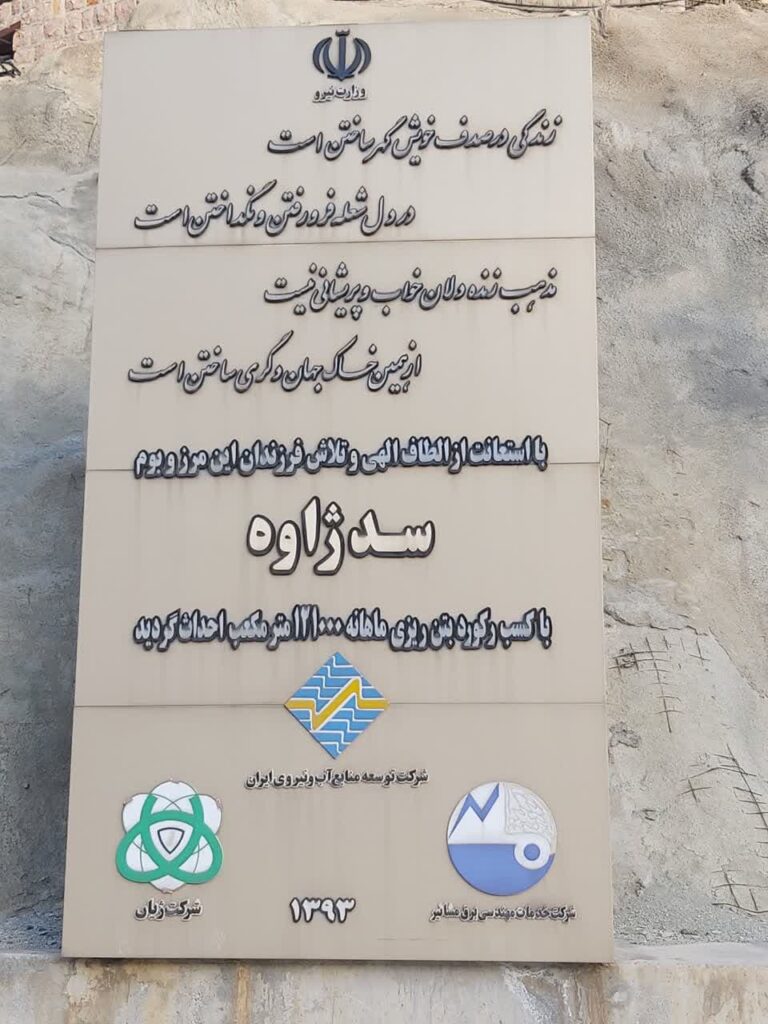 وزارت نیرو
زندگی در صدف خویش گهر ساختن است
در دل شعله فرو رفتن و نگداختن است
مذهب زنده دلان خواب و پریشانی نیست
از همین خاک جهان دگری ساختن است
با استعانت از الطاف الهی و تلاش فرزندان این مرز و بوم
سد ژاوه
با کسب رکورد بتن ریزی ماهانه ۱۳۱۰۰۰ متر مکعب احداث گردید
شرکت توسعه منابع آب و نیروی ایران
شرکت ژیان
شرکت خدمات مهندسی برق مشانیر
۱۳۹۳